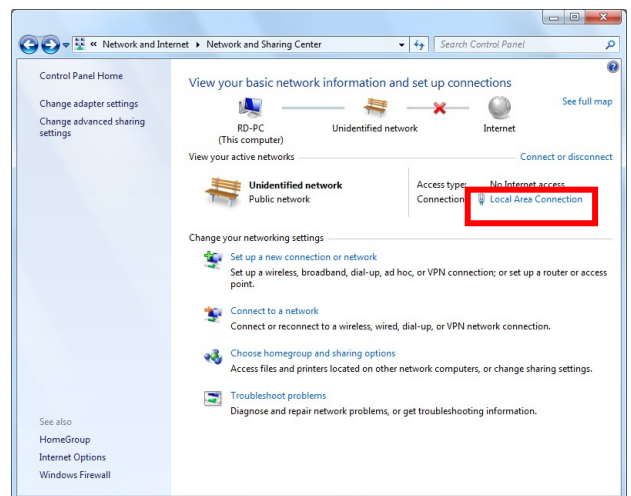 Network and Internet
Network and Sharing Center
Search Control Panel
Control Panel Home
Change adapter settings
Change advanced sharing
settings
View your basic network information and set up connections
See full map
RD-PC
(This computer)
Unidentified network
Internet
View your active networks
Connect or disconnect
Unidentified network
Public network
Access type:
No Internet access
Connection
Local Area Connection
Change your networking settings
Set up a new connection or network
Set up a wireless, broadband, dial-up, ad hoc, or VPN connection; or set up a router or access
point.
Connect to a network
Connect or reconnect to a wireless, wired, dial-up, or VPN network connection.
Choose homegroup and sharing options
Access files and printers located on other network computers, or change sharing settings.
Troubleshoot problems
Diagnose and repair network problems, or get troubleshooting information.
See also
HomeGroup
Internet Options
Windows Firewall